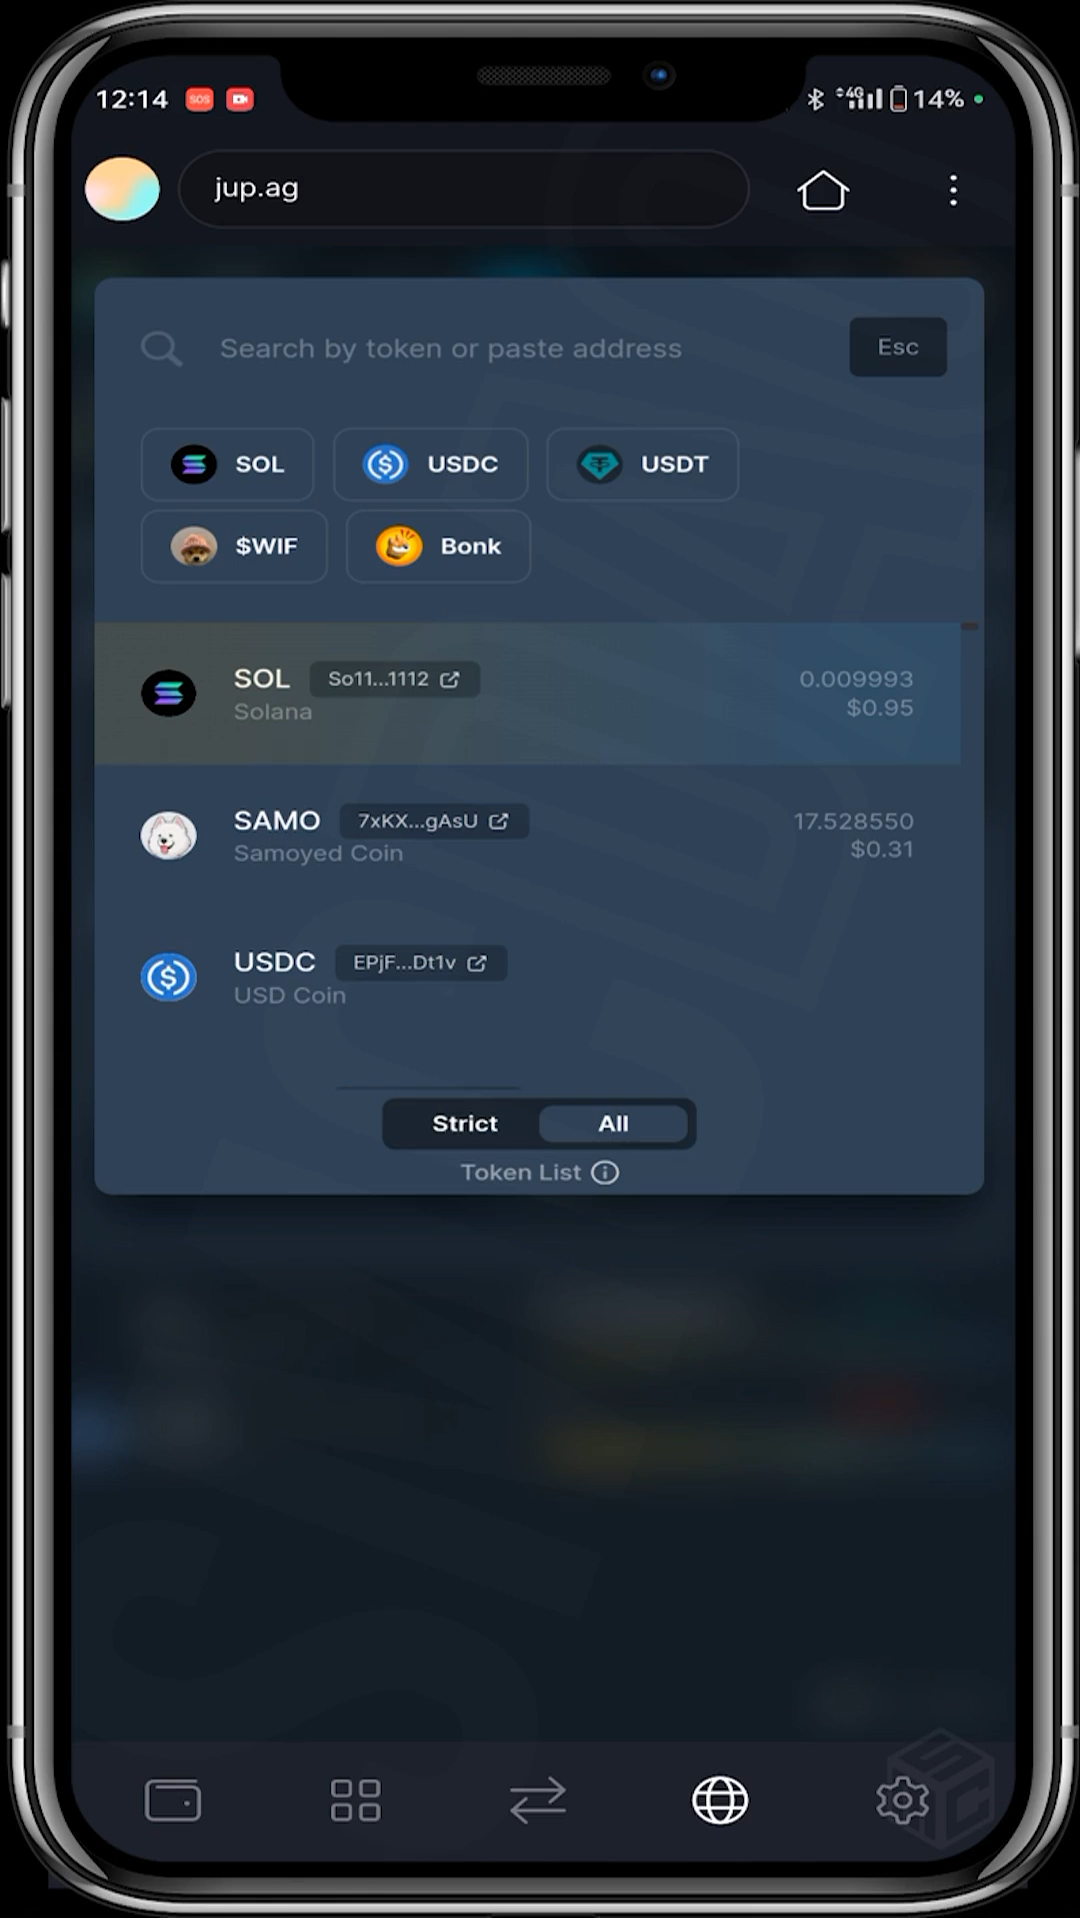 12:14 SOS 4G 14%
jup.ag
Search by token or paste address Esc
SOL USDC USDT
$WIF Bonk
SOL So11...1112 0.009993
Solana $0.95
SAMO 7xKX...gAsU 17.528550
Samoyed Coin $0.31
USDC EPjF...Dt1v
USD Coin
Strict All
Token List